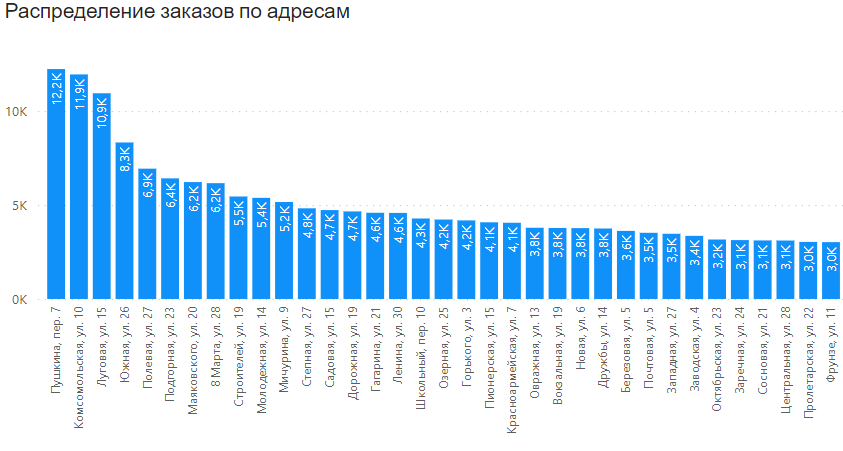 Распределение заказов по адресам
10K
5K
0K
12,2K
11,9K
10,9K
8,3K
6,9K
6,4K
6,2K
6,2K
5,5K
5,4K
5,2K
4,8K
4,7K
4,7K
4,6K
4,6K
4,3K
4,2K
4,2K
4,1K
4,1K
3,8K
3,8K
3,8K
3,8K
3,6K
3,5K
3,5K
3,4K
3,2K
3,1K
3,1K
3,1K
3,0K
3,0K
Пушкина, пер. 7
Комсомольская, ул. 10
Луговая, ул. 15
Южная, ул. 26
Полевая, ул. 27
Подгорная, ул. 23
Маяковского, ул. 20
8 Марта, ул. 28
Строителей, ул. 19
Молодежная, ул. 14
Мичурина, ул. 9
Степная, ул. 27
Садовая, ул. 15
Дорожная, ул. 19
Гагарина, ул. 21
Ленина, ул. 30
Школьный, пер. 10
Озерная, ул. 25
Горького, ул. 3
Пионерская, ул. 15
Красноармейская, ул. 7
Овражная, ул. 13
Вокзальная, ул. 19
Новая, ул. 6
Дружбы, ул. 14
Березовая, ул. 5
Почтовая, ул. 5
Западная, ул. 27
Заводская, ул. 4
Октябрьская, ул. 23
Заречная, ул. 24
Сосновая, ул. 21
Центральная, ул. 28
Пролетарская, ул. 22
Фрунзе, ул. 11